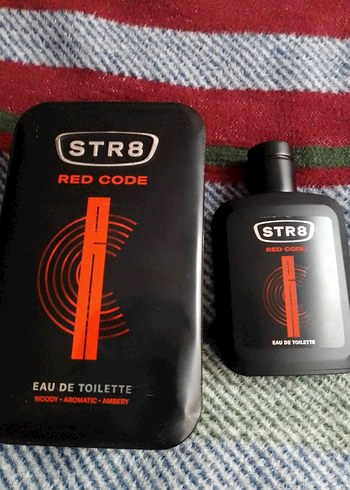 STR8
RED CODE
EAU DE TOILETTE
WOODY • AROMATIC • AMBERY
STR8
RED CODE
EAU DE TOILETTE